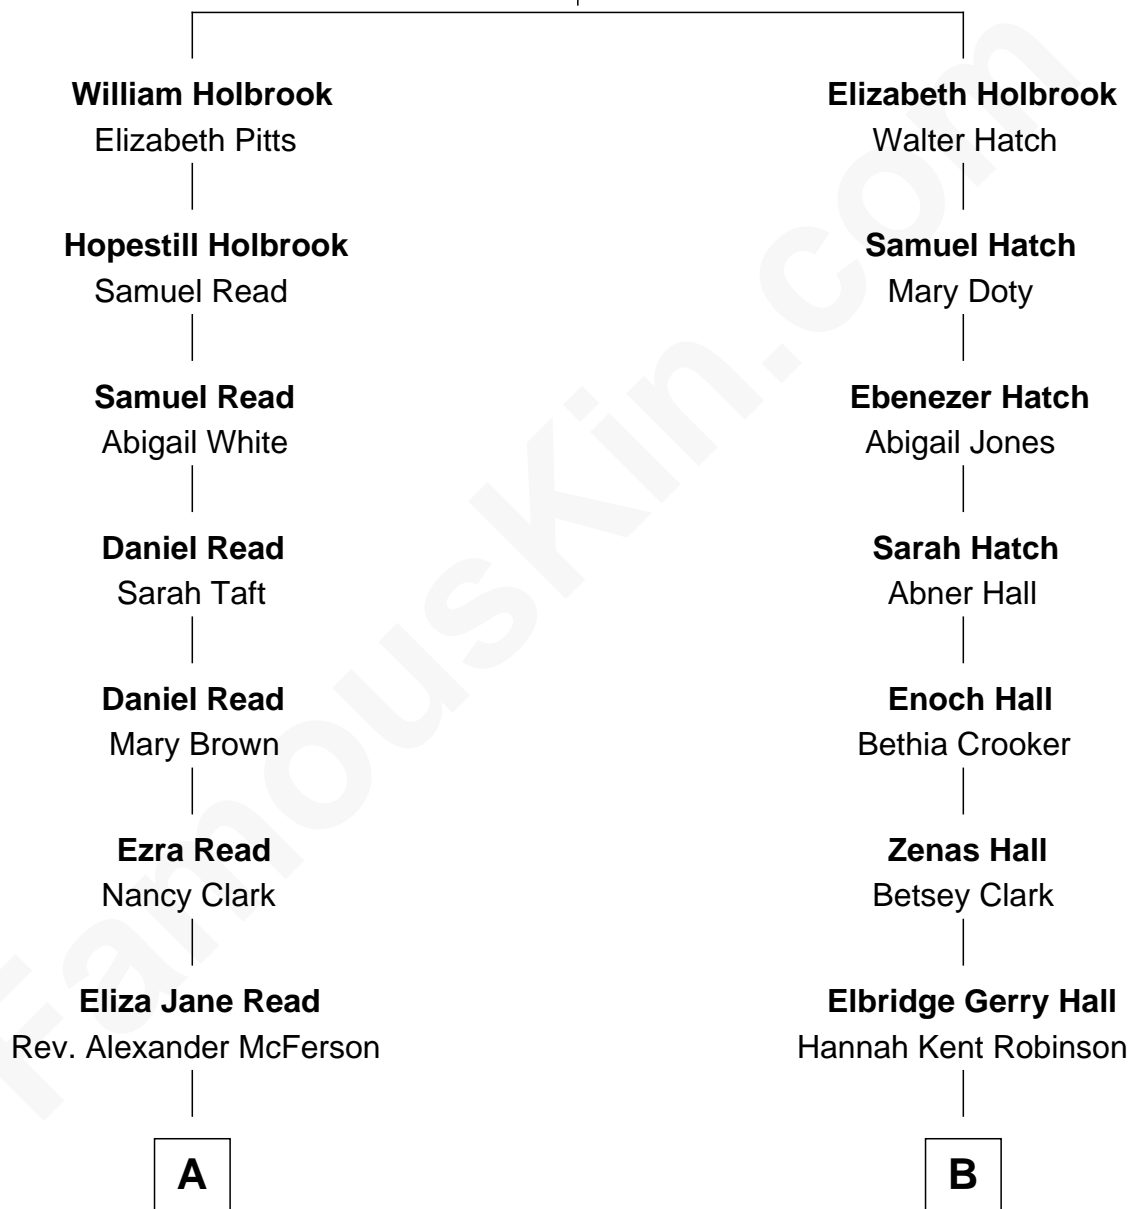 William Holbrook
Elizabeth Pitts
Hopestill Holbrook
Samuel Read
Samuel Read
Abigail White
Daniel Read
Sarah Taft
Daniel Read
Mary Brown
Ezra Read
Nancy Clark
Eliza Jane Read
Rev. Alexander McFerson
A
Elizabeth Holbrook
Walter Hatch
Samuel Hatch
Mary Doty
Ebenezer Hatch
Abigail Jones
Sarah Hatch
Abner Hall
Enoch Hall
Bethia Crooker
Zenas Hall
Betsey Clark
Elbridge Gerry Hall
Hannah Kent Robinson
B
FamousKin.com